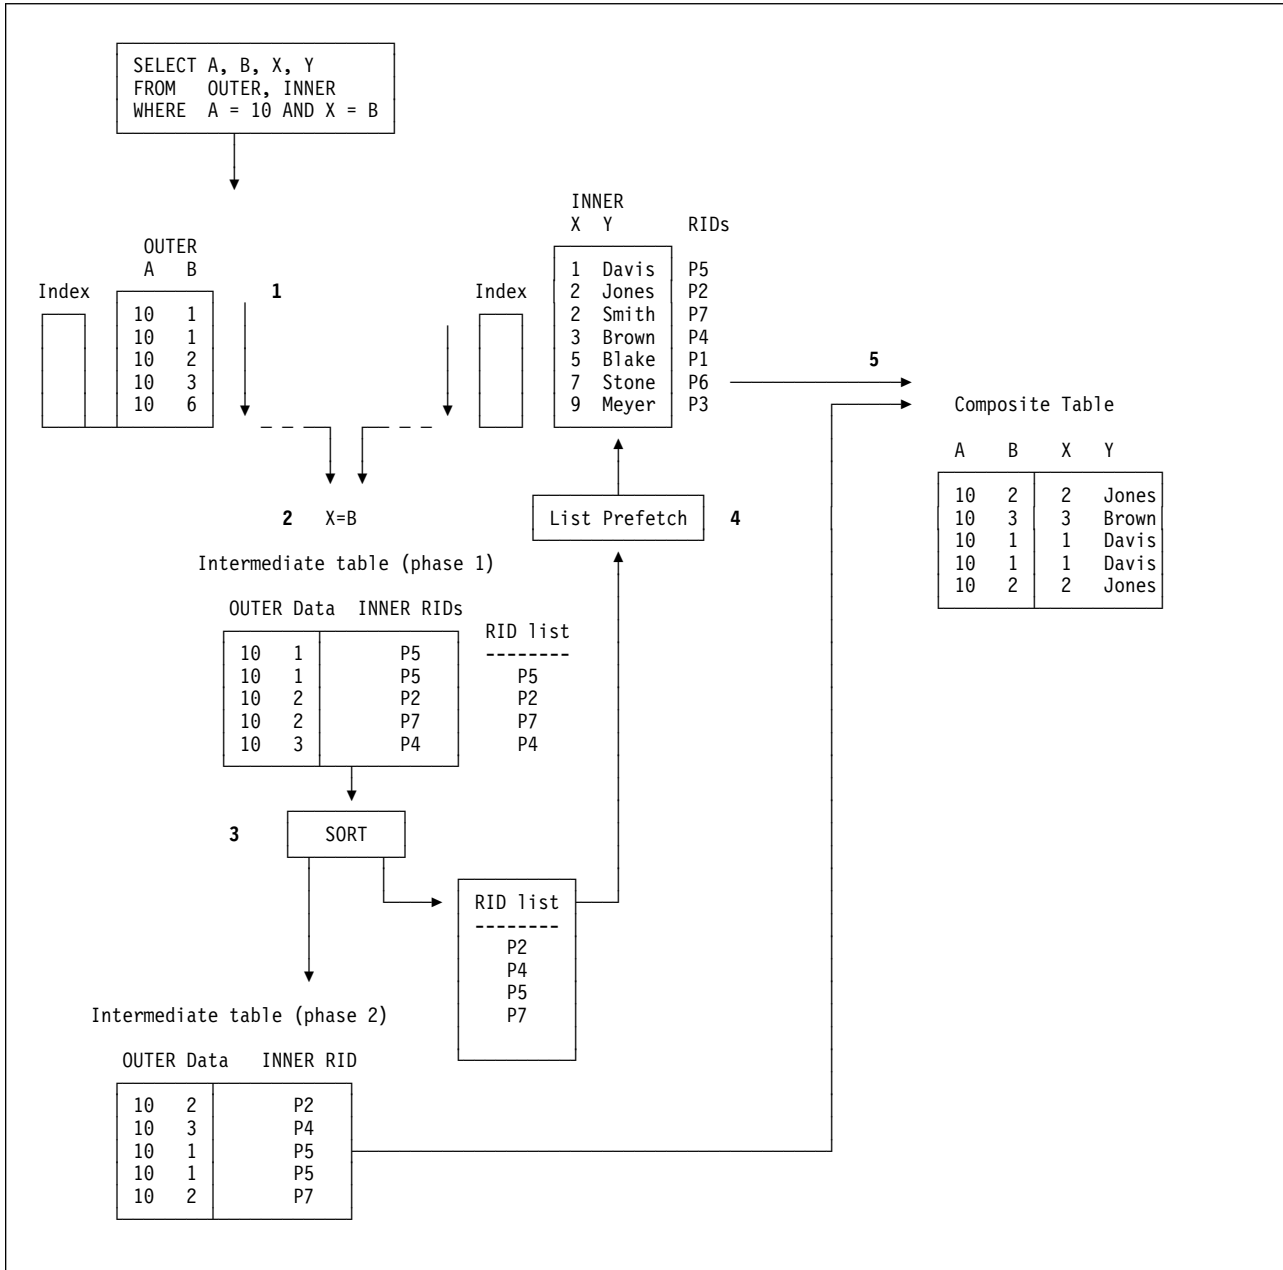 SELECT A, B, X, Y
FROM OUTER, INNER
WHERE A = 10 AND X = B
INNER
X Y RIDs
OUTER
A B
1 Davis P5
Index 1 Index 2 Jones P2
10 1 2 Smith P7
10 1 3 Brown P4
10 2 5 Blake P1 5
10 3 7 Stone P6
10 6 9 Meyer P3 Composite Table
A B X Y
10 2 2 Jones
2 X=B List Prefetch 4 10 3 3 Brown
10 1 1 Davis
Intermediate table (phase 1) 10 1 1 Davis
10 2 2 Jones
OUTER Data INNER RIDs
RID list
10 1 P5 --------
10 1 P5 P5
10 2 P2 P2
10 2 P7 P7
10 3 P4 P4
3 SORT
RID list
--------
P2
P4
P5
Intermediate table (phase 2) P7
OUTER Data INNER RID
10 2 P2
10 3 P4
10 1 P5
10 1 P5
10 2 P7